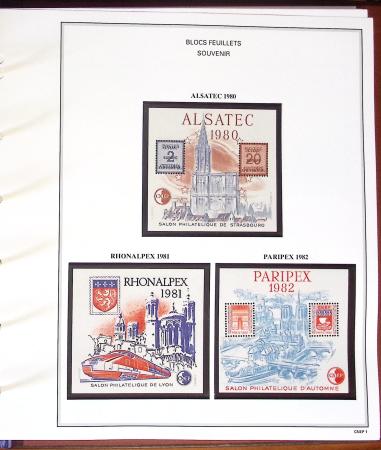 BLOCS FEUILLETS
SOUVENIR
ALSATEC 1980
ALSATEC
1980
2
20
SALON PHILATELIQUE DE STRASBOURG
RHONALPEX 1981
RHONALPEX
1981
SALON PHILATELIQUE DE LYON
PARIPEX 1982
PARIPEX
1982
CNEP
SALON PHILATELIQUE D'AUTOMNE
CNEP 1